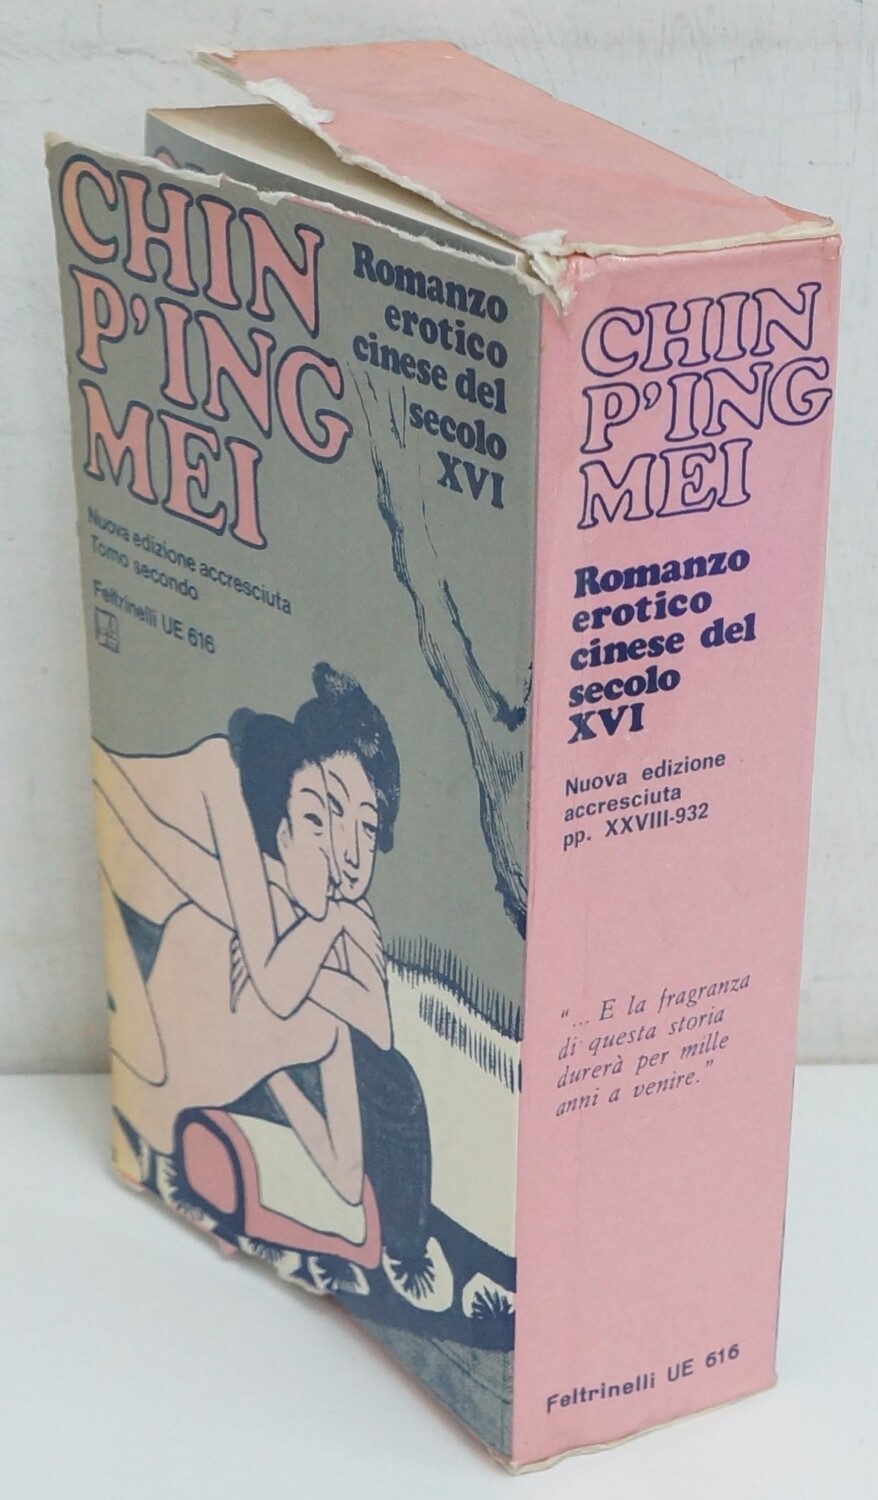 CHIN
P'ING
MEI
Romanzo
erotico
cinese del
secolo
XVI
Nuova edizione accresciuta
Tomo secondo
Feltrinelli UE 616
CHIN
P'ING
MEI
Romanzo
erotico
cinese del
secolo
XVI
Nuova edizione
accresciuta
pp. XXVIII-932
"... E la fragranza
di questa storia
durerà per mille
anni a venire."
Feltrinelli UE 616